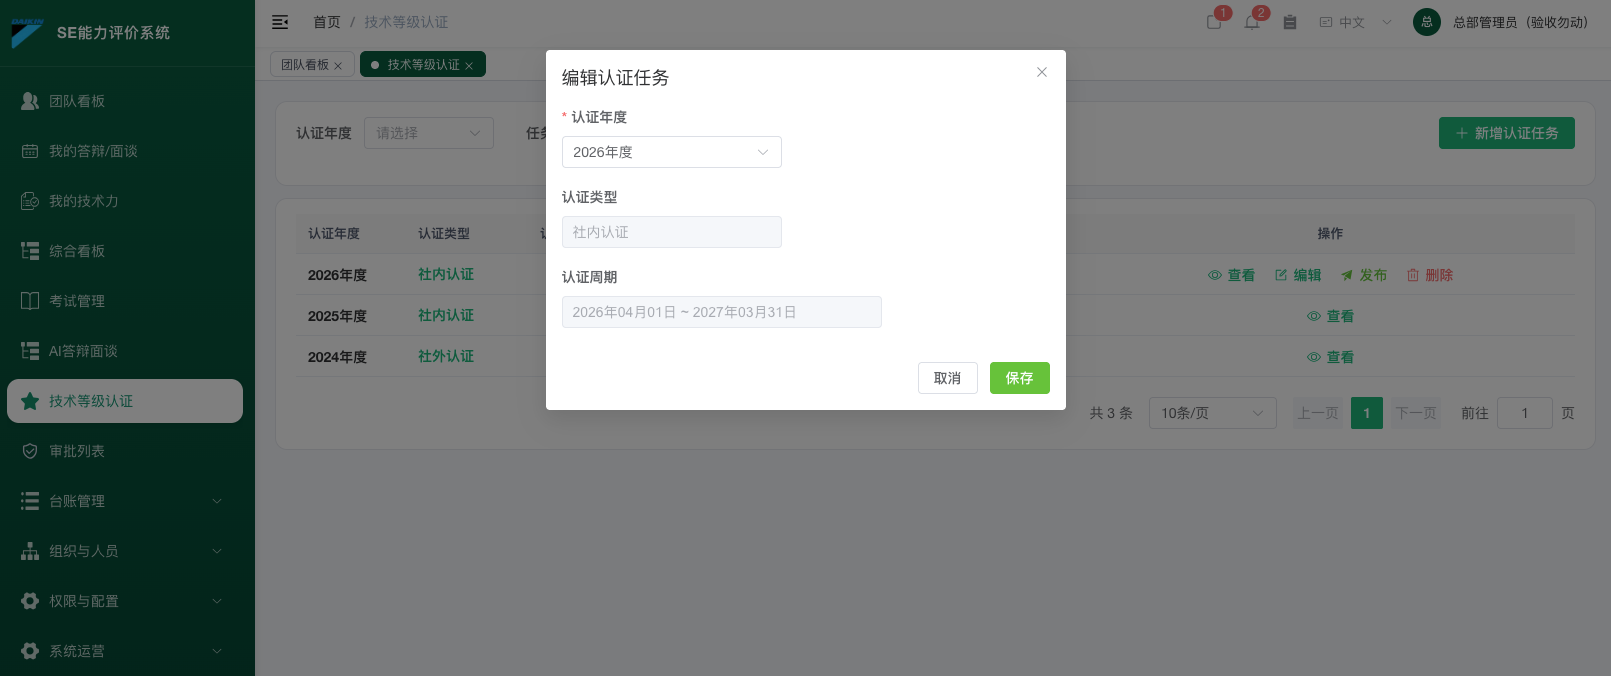 DAIKIN
SE能力评价系统
团队看板
我的答辩/面谈
我的技术力
综合看板
考试管理
AI答辩面谈
技术等级认证
审批列表
台账管理
组织与人员
权限与配置
系统运营
首页 / 技术等级认证
1
2
中文
总
总部管理员（验收勿动）
团队看板
技术等级认证
认证年度
请选择
新增认证任务
认证年度 认证类型 操作
2026年度 社内认证 查看 编辑 发布 删除
2025年度 社内认证 查看
2024年度 社外认证 查看
共 3 条 10条/页 上一页 1 下一页 前往 1 页
编辑认证任务
* 认证年度
2026年度
认证类型
社内认证
认证周期
2026年04月01日 ~ 2027年03月31日
取消 保存